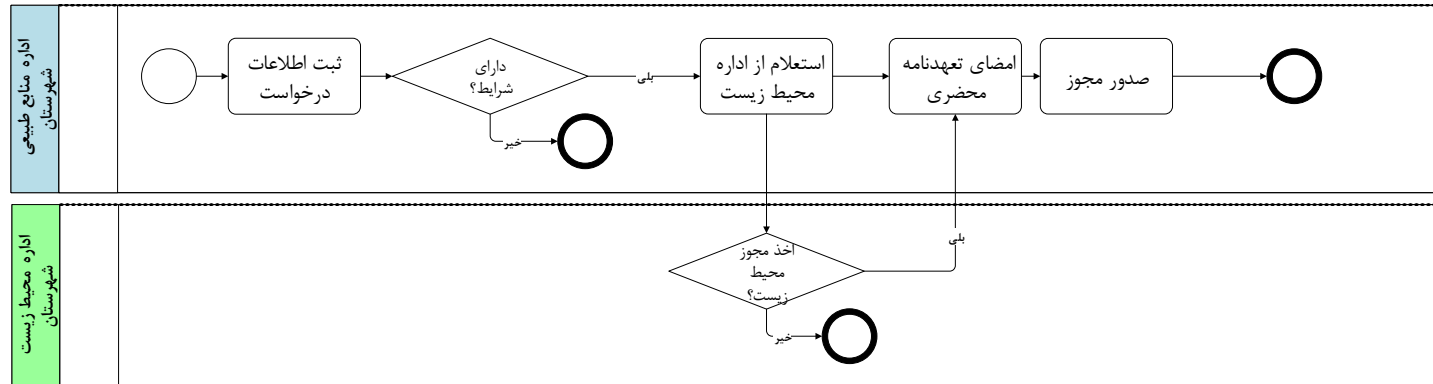 اداره منابع طبیعی
شهرستان
ثبت اطلاعات
درخواست
دارای
شرایط؟
بلی
خیر
استعلام از اداره
محیط زیست
امضای تعهدنامه
محضری
صدور مجوز
اداره محیط زیست
شهرستان
اخذ مجوز
محیط
زیست؟
بلی
خیر